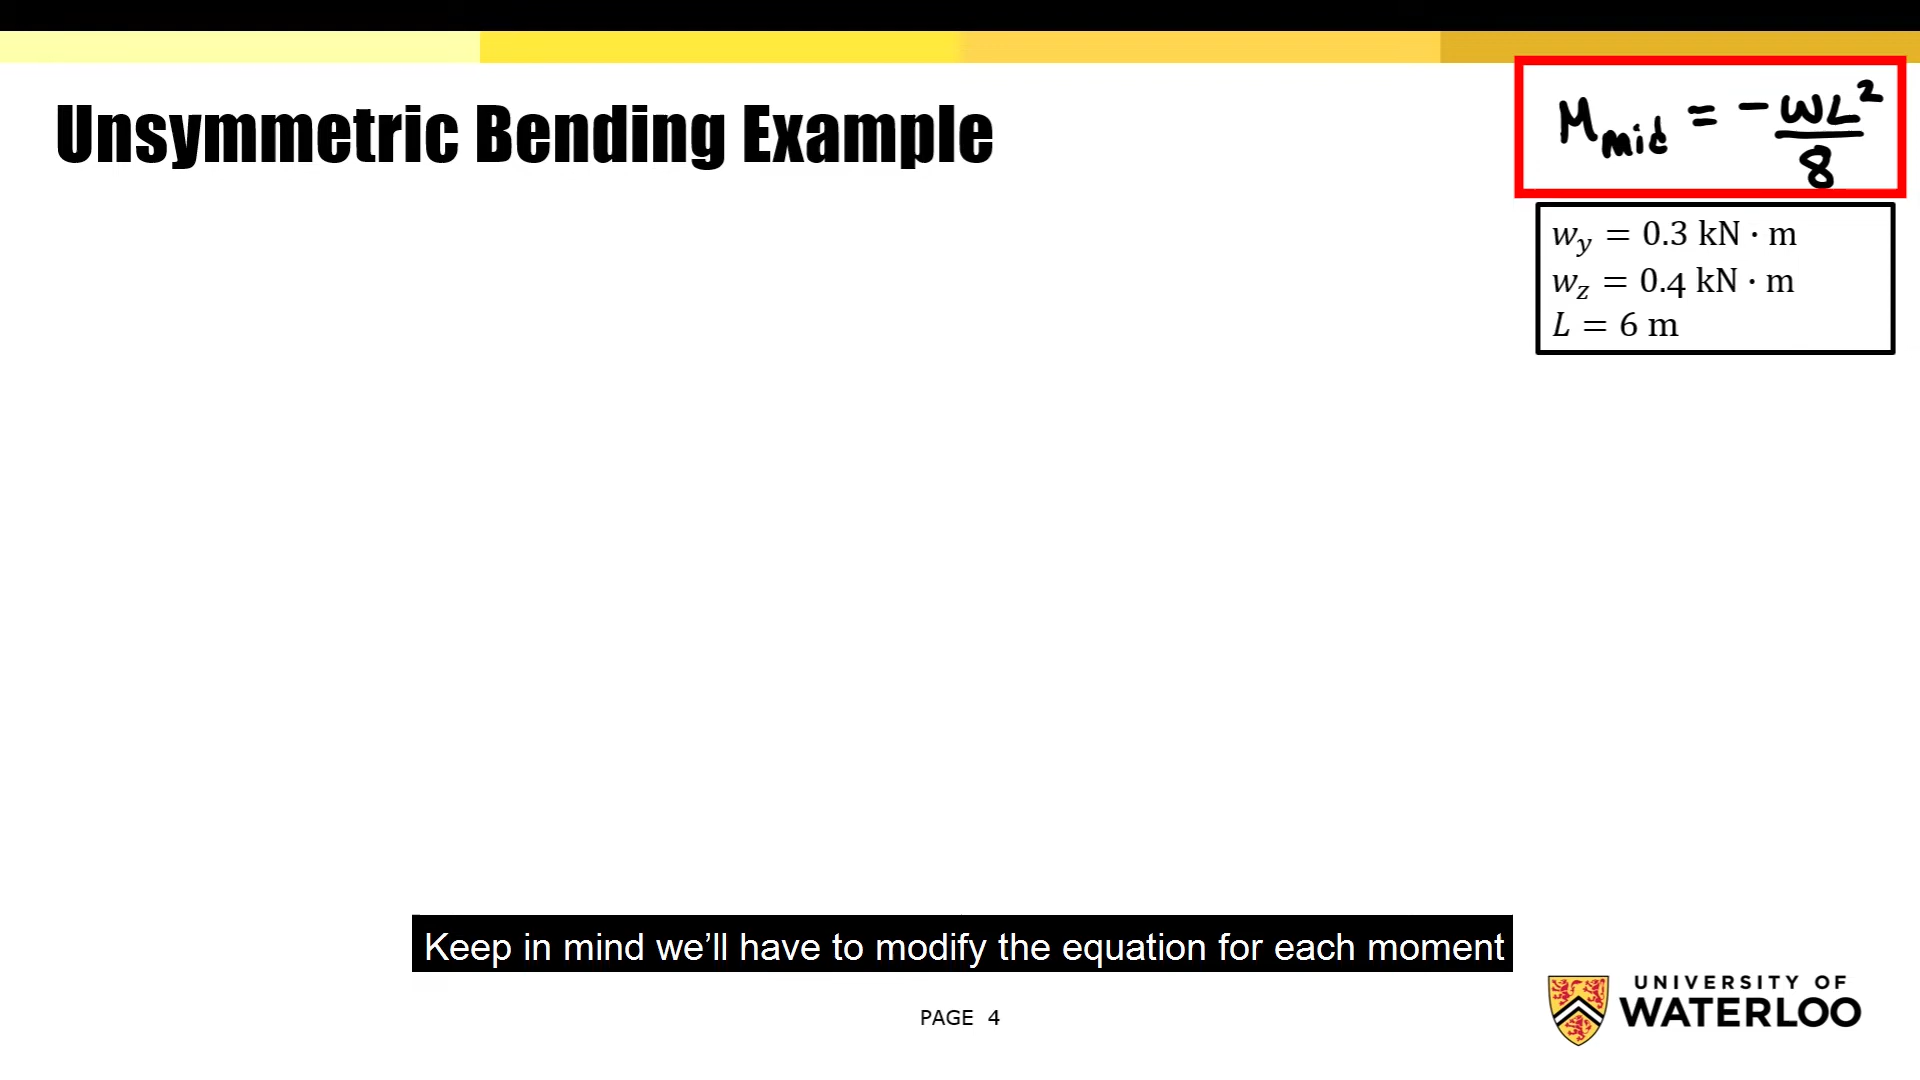 Unsymmetric Bending Example
M_mid = -wL²/8
w_y = 0.3 kN · m
w_z = 0.4 kN · m
L = 6 m
Keep in mind we’ll have to modify the equation for each moment
PAGE 4
UNIVERSITY OF
WATERLOO